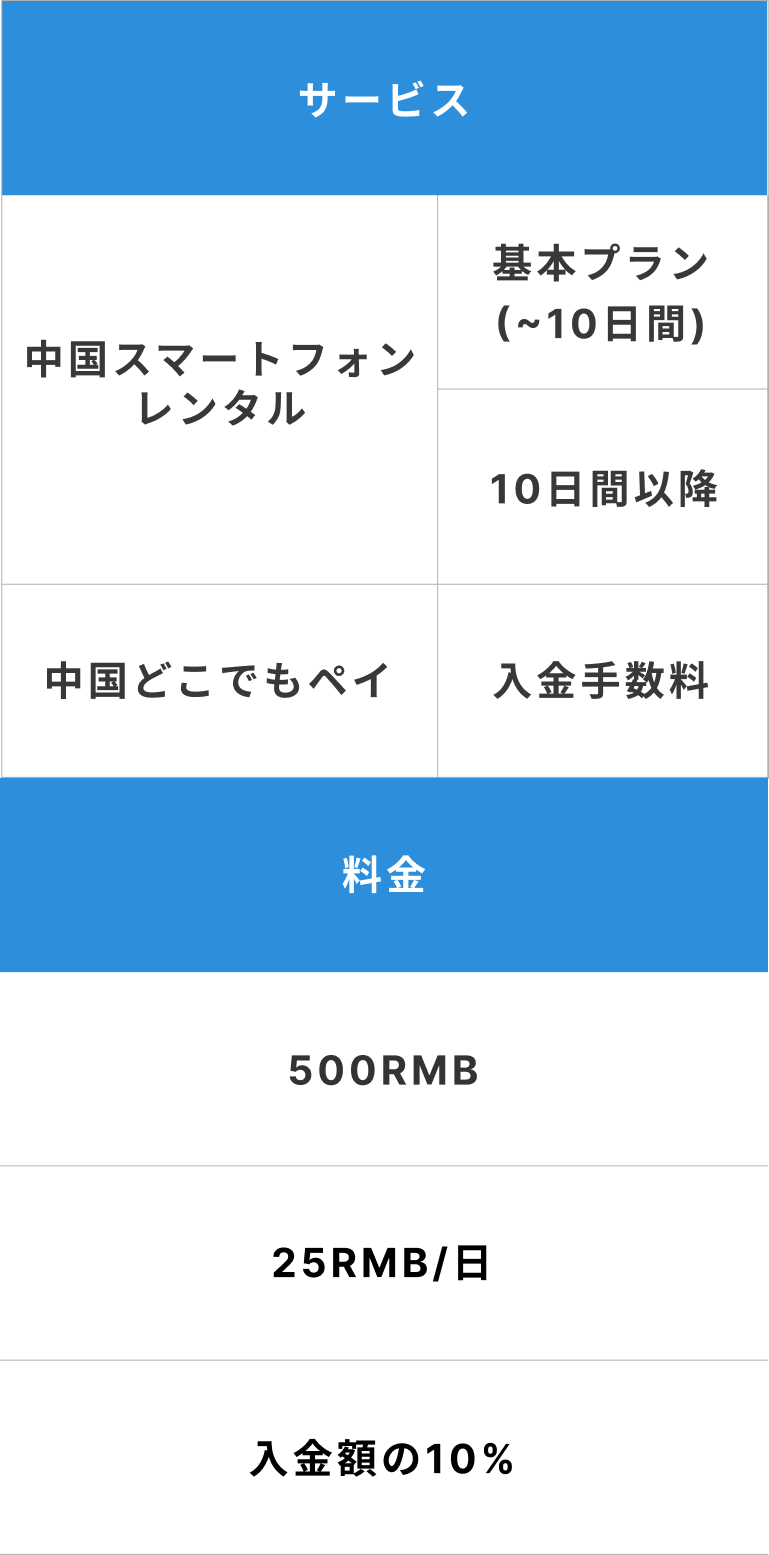 サービス
中国スマートフォン
レンタル
基本プラン
(~10日間)
10日間以降
中国どこでもペイ
入金手数料
料金
500RMB
25RMB/日
入金額の10%